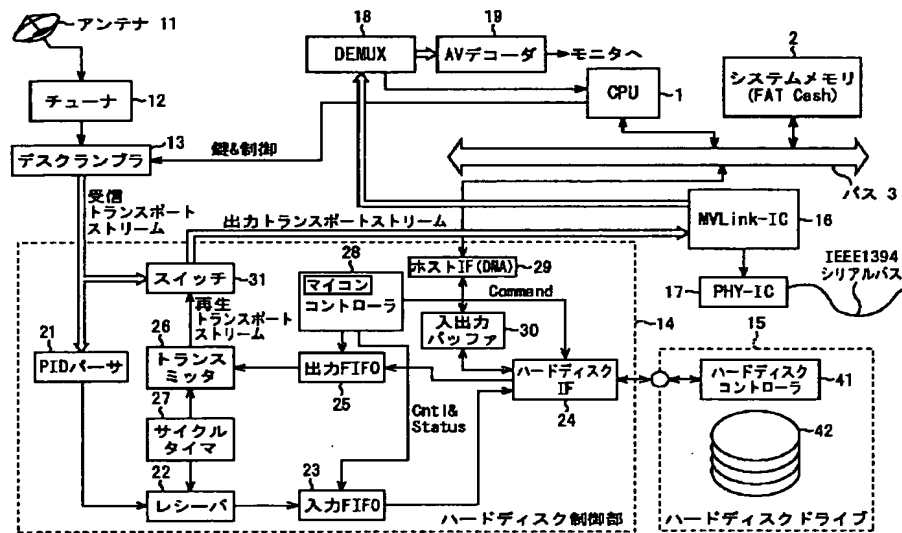 アンテナ 11
チューナ
12
デスクランブラ
13
受信
トランスポート
ストリーム
鍵&制御
18
DEMUX
19
AVデコーダ
モニタへ
CPU
1
2
システムメモリ
(FAT Cash)
バス 3
出力トランスポートストリーム
MVLink-IC
16
17
PHY-IC
IEEE1394
シリアルバス
スイッチ
31
28
マイコン
コントローラ
ホストIF(DMA)
29
Command
入出力
バッファ
30
14
再生
トランスポート
ストリーム
21
PIDパーサ
26
トランス
ミッタ
出力FIFO
25
ハードディスク
IF
24
27
サイクル
タイマ
Cntl&
Status
22
レシーバ
23
入力FIFO
ハードディスク制御部
15
ハードディスク
コントローラ
41
42
ハードディスクドライブ